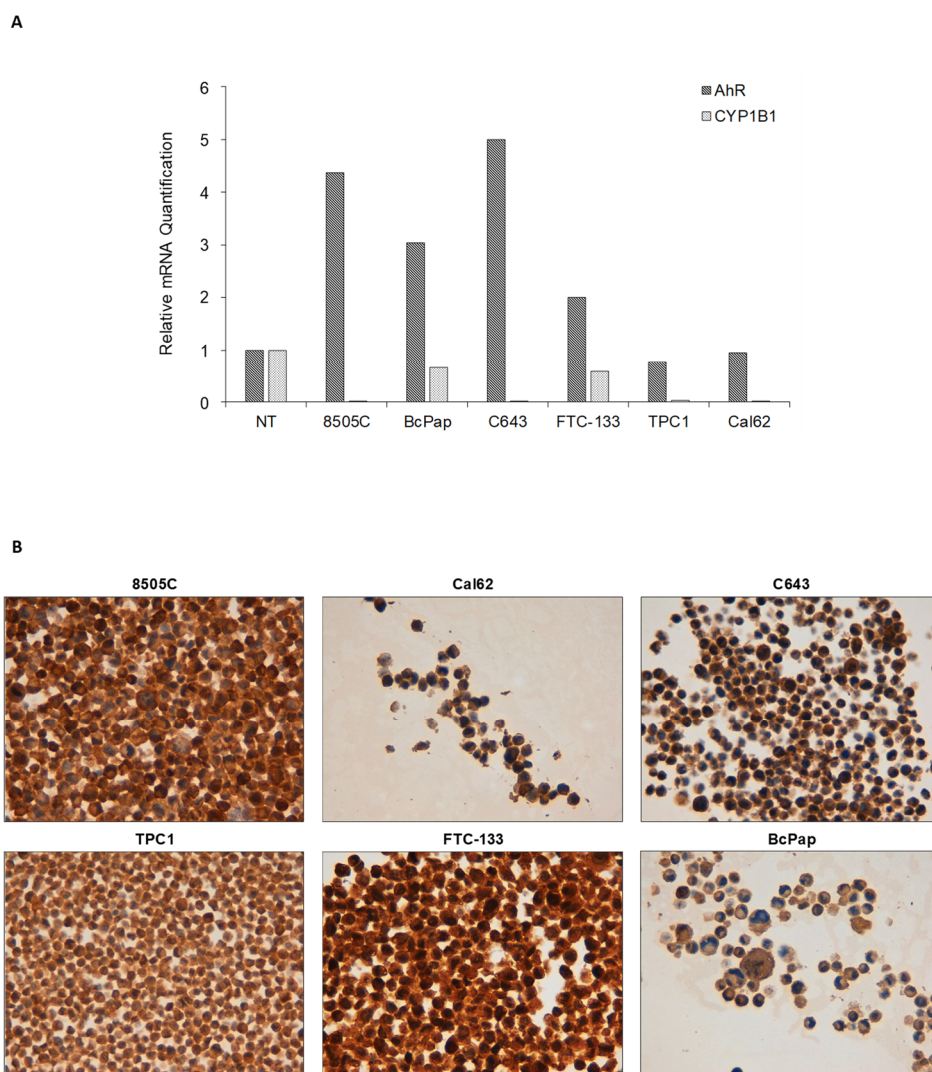 A
AhR
CYP1B1
Relative mRNA Quantification
6
5
4
3
2
1
0
NT 8505C BcPap C643 FTC-133 TPC1 Cal62
B
8505C Cal62 C643
TPC1 FTC-133 BcPap